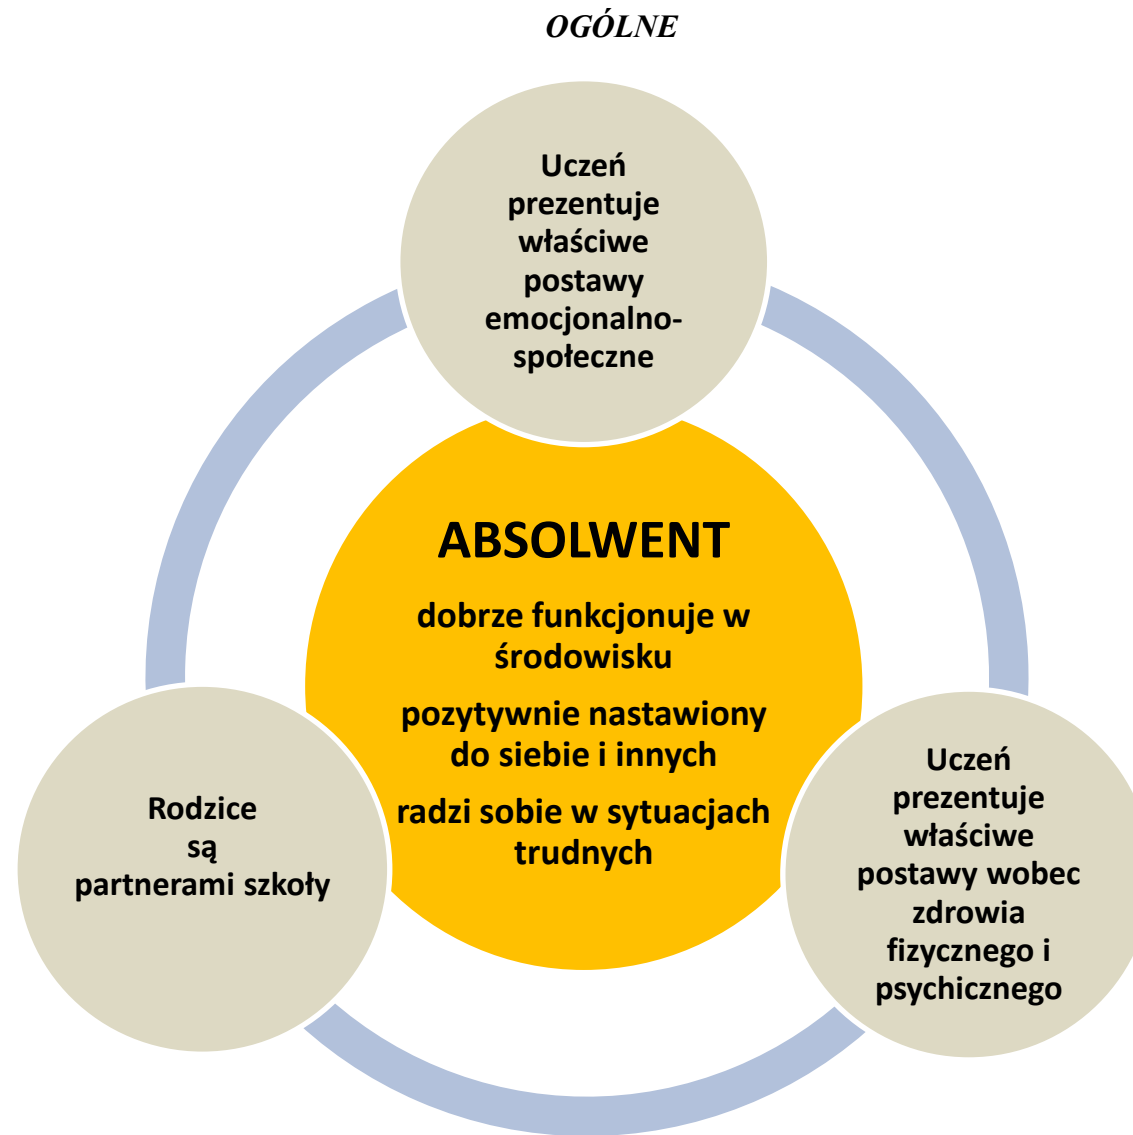 OGÓLNE
Uczeń
prezentuje
właściwe
postawy
emocjonalno-
społeczne
ABSOLWENT
dobrze funkcjonuje w
środowisku
pozytywnie nastawiony
do siebie i innych
radzi sobie w sytuacjach
trudnych
Rodzice
są
partnerami szkoły
Uczeń
prezentuje
właściwe
postawy wobec
zdrowia
fizycznego i
psychicznego